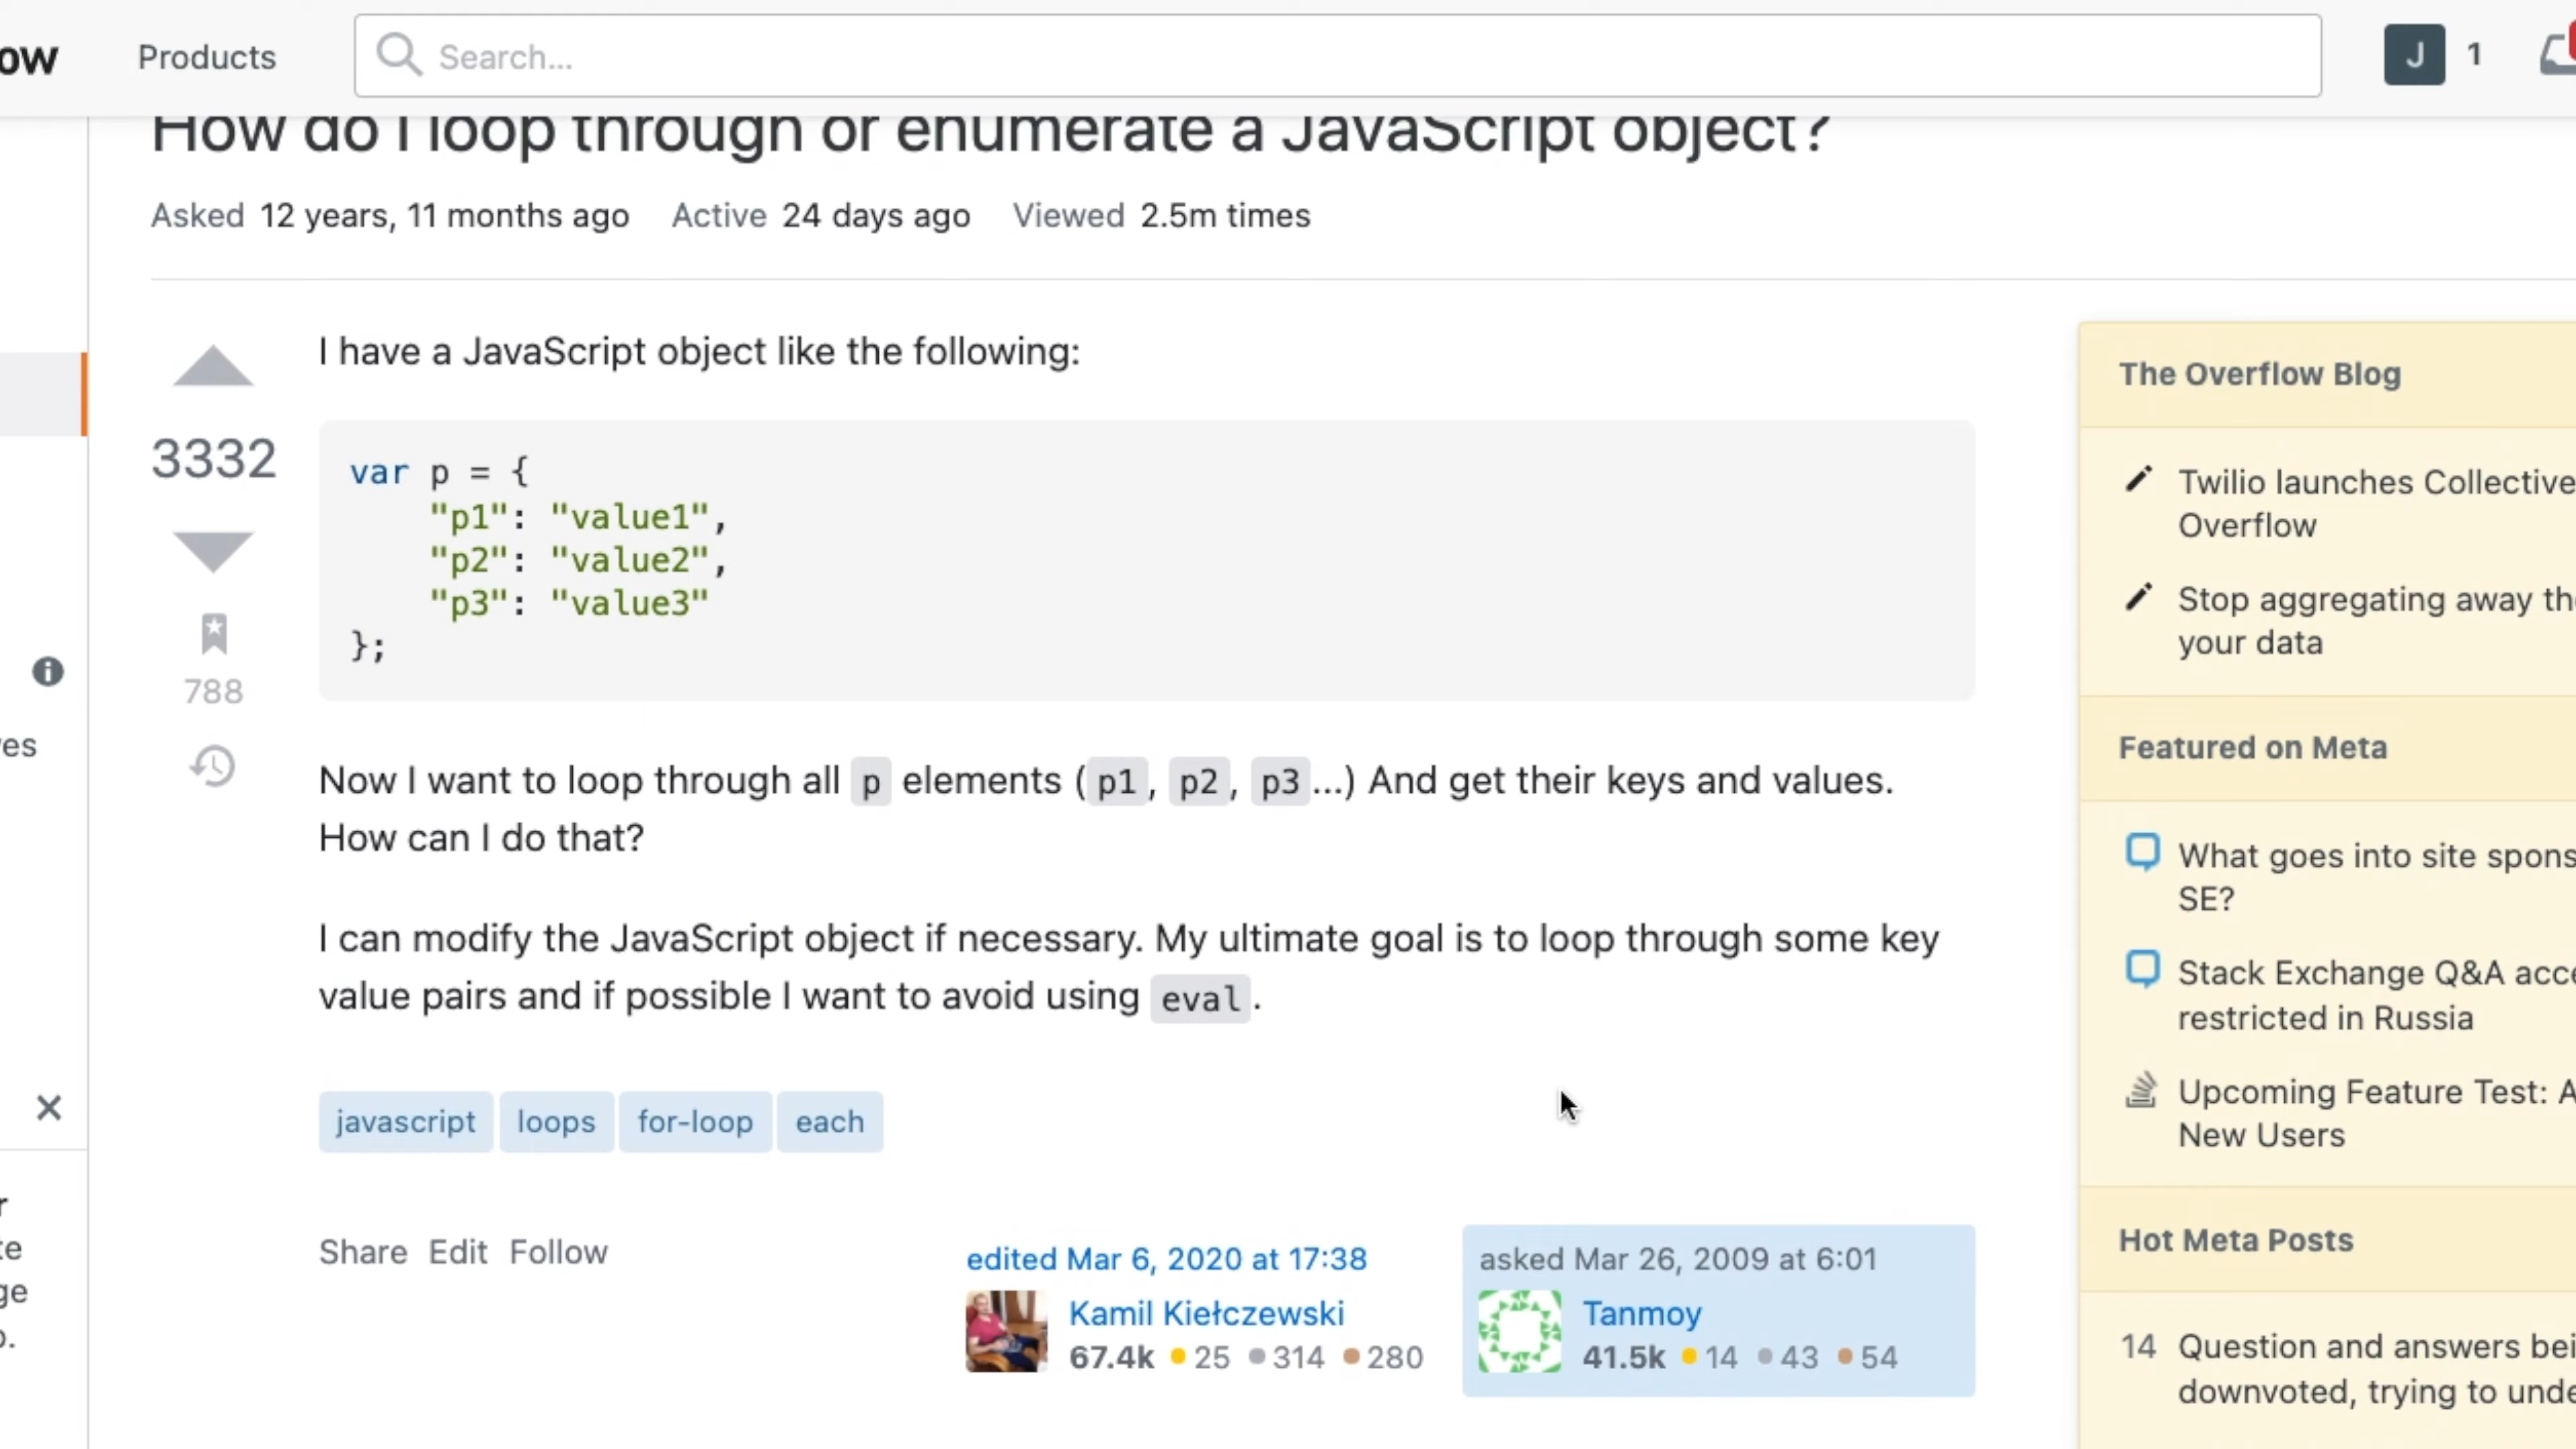 ow Products Search... J 1
How do I loop through or enumerate a JavaScript object?
Asked 12 years, 11 months ago Active 24 days ago Viewed 2.5m times
I have a JavaScript object like the following:
3332
var p = {
"p1": "value1",
"p2": "value2",
"p3": "value3"
};
788
Now I want to loop through all p elements (p1, p2, p3...) And get their keys and values.
How can I do that?
I can modify the JavaScript object if necessary. My ultimate goal is to loop through some key
value pairs and if possible I want to avoid using eval.
javascript loops for-loop each
Share Edit Follow
edited Mar 6, 2020 at 17:38
Kamil Kiełczewski
67.4k 25 314 280
asked Mar 26, 2009 at 6:01
Tanmoy
41.5k 14 43 54
The Overflow Blog
Twilio launches Collective
Overflow
Stop aggregating away the
your data
Featured on Meta
What goes into site spons
SE?
Stack Exchange Q&A acce
restricted in Russia
Upcoming Feature Test: A
New Users
Hot Meta Posts
14 Question and answers bei
downvoted, trying to unde